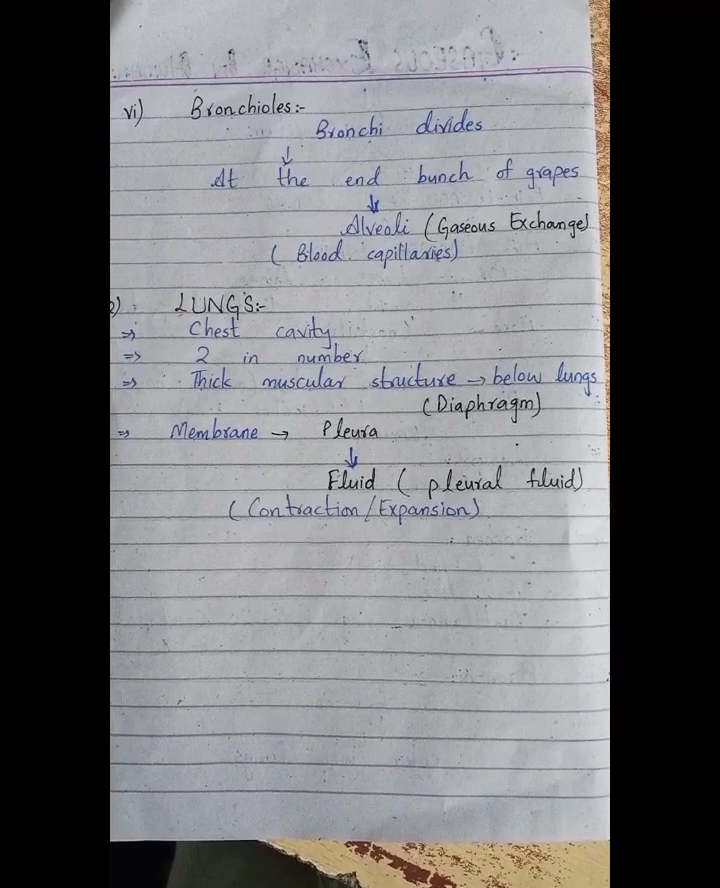 vi) Bronchioles:-
Bronchi divides
↓
At the end bunch of grapes
↓
Alveoli (Gaseous Exchange)
( Blood capillaries)
2) LUNGS:-
⇒ Chest cavity
⇒ 2 in number
⇒ Thick muscular structure → below lungs
(Diaphragm)
⇒ Membrane → Pleura
↓
Fluid ( pleural fluid)
( Contraction/Expansion)